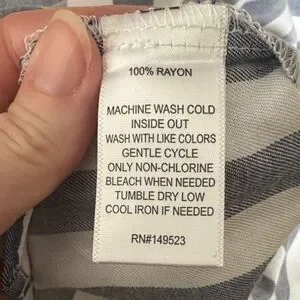 100% RAYON
MACHINE WASH COLD
INSIDE OUT
WASH WITH LIKE COLORS
GENTLE CYCLE
ONLY NON-CHLORINE
BLEACH WHEN NEEDED
TUMBLE DRY LOW
COOL IRON IF NEEDED
RN#149523